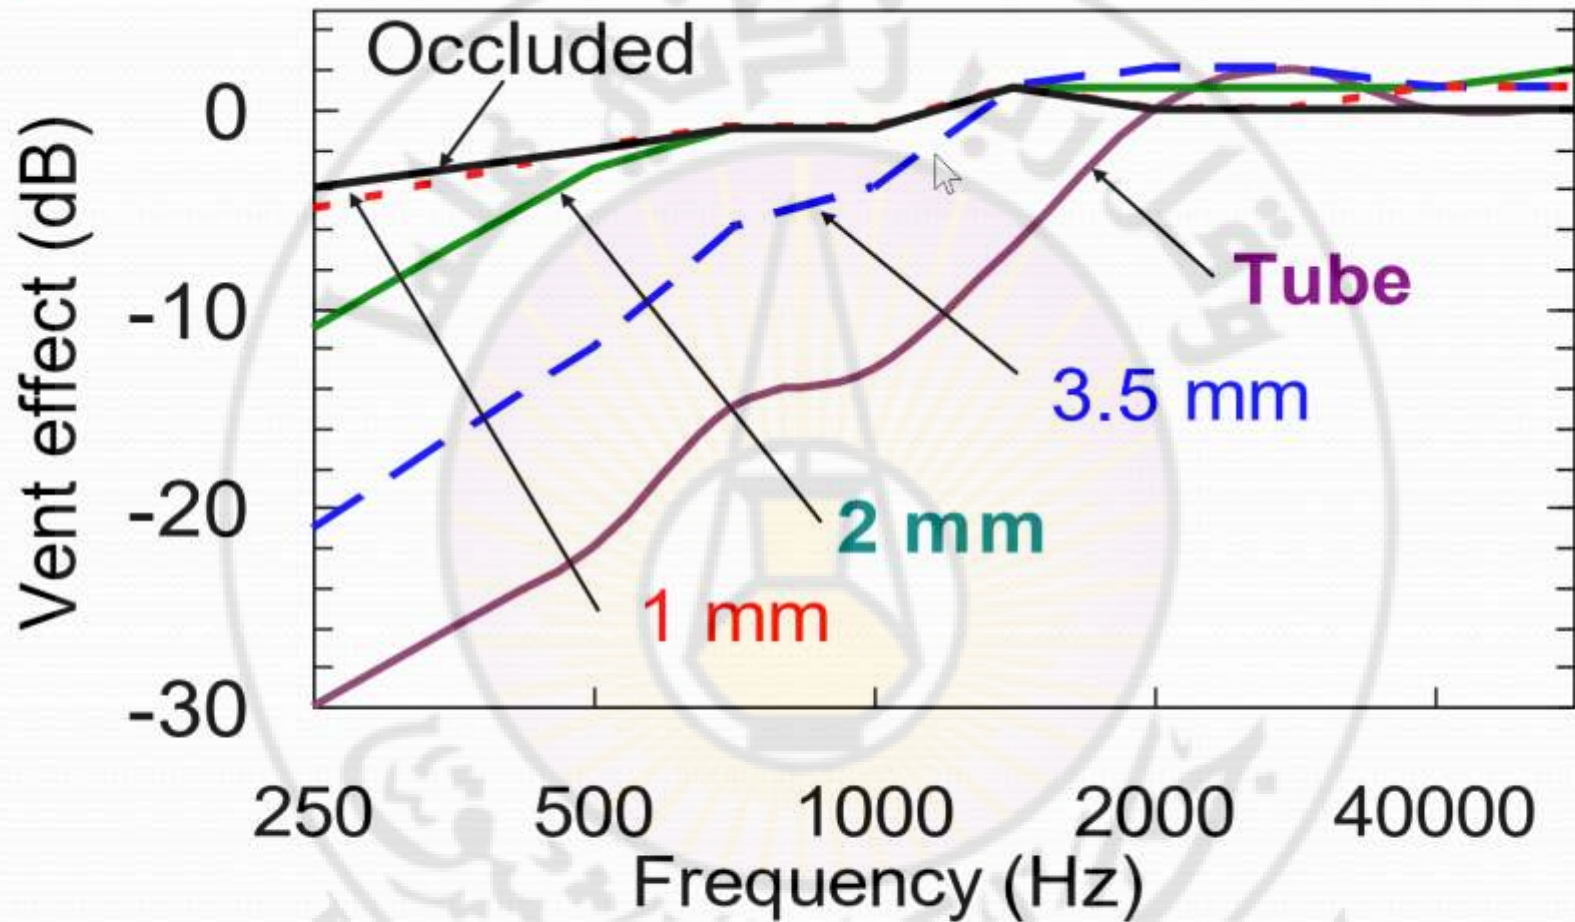 Occluded
0
-10
-20
-30
Vent effect (dB)
Tube
3.5 mm
2 mm
1 mm
250 500 1000 2000 40000
Frequency (Hz)